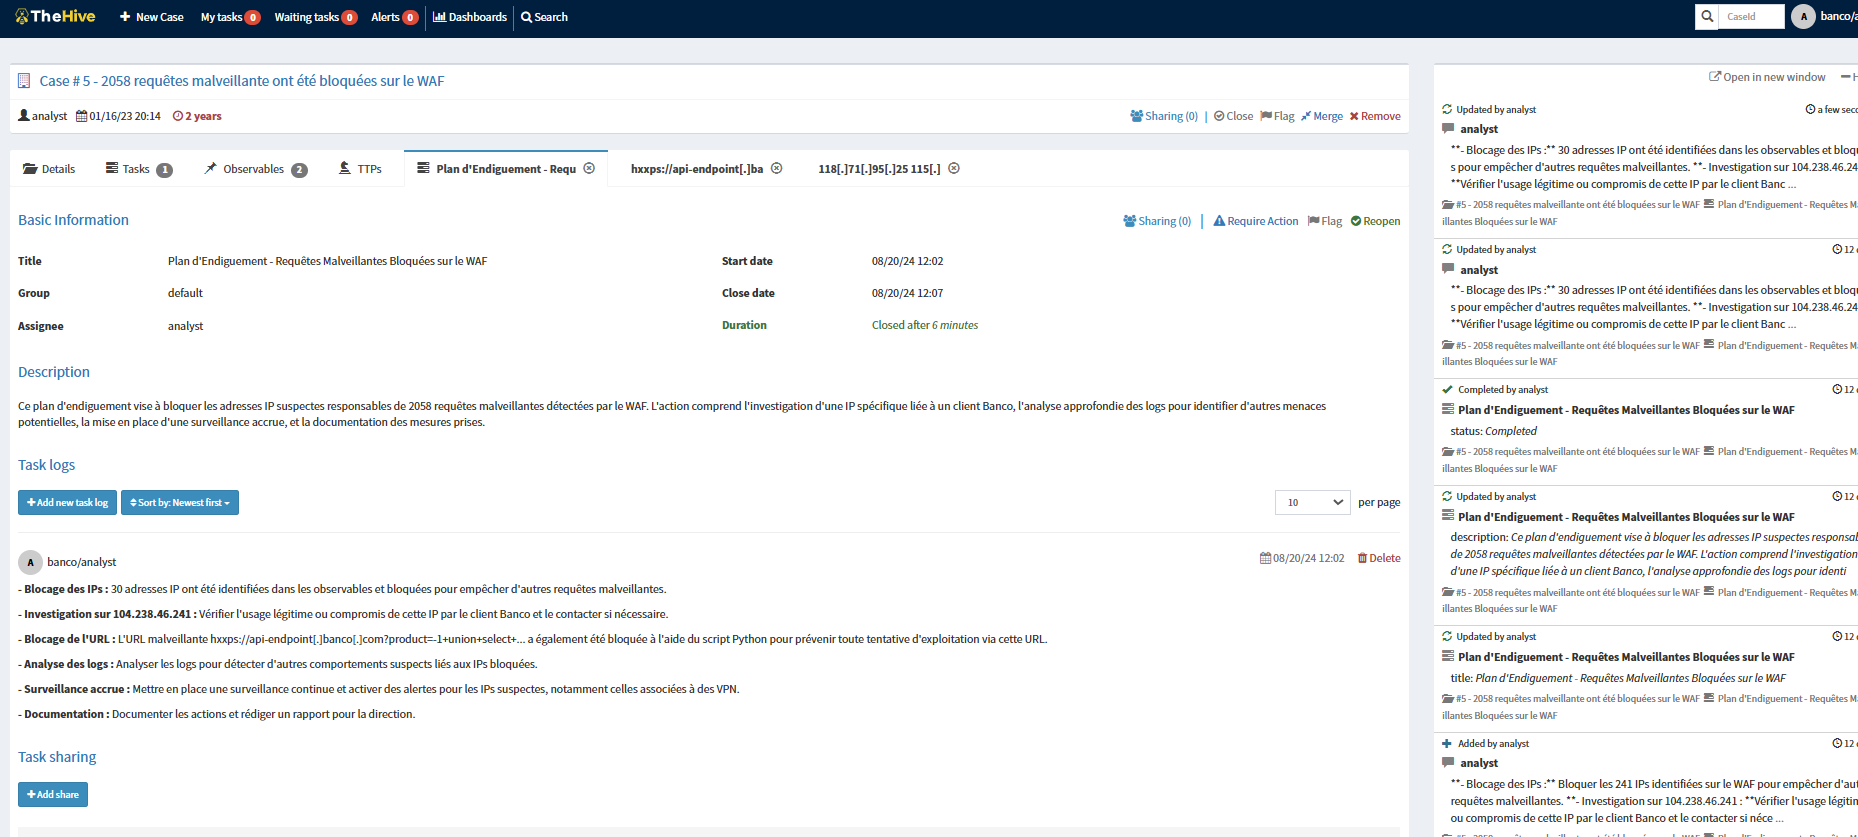 TheHive
New Case
My tasks 0
Waiting tasks 0
Alerts 0
Dashboards
Search
CaseId
A banco/a
Case # 5 - 2058 requêtes malveillante ont été bloquées sur le WAF
analyst 01/16/23 20:14 2 years
Sharing (0) | Close Flag Merge Remove
Details
Tasks 1
Observables 2
TTPs
Plan d'Endiguement - Requ
hxxps://api-endpoint[.]ba
118[.]71[.]95[.]25 115[.]
Basic Information
Sharing (0) | Require Action Flag Reopen
Title Plan d'Endiguement - Requêtes Malveillantes Bloquées sur le WAF
Start date 08/20/24 12:02
Group default
Close date 08/20/24 12:07
Assignee analyst
Duration Closed after 6 minutes
Description
Ce plan d'endiguement vise à bloquer les adresses IP suspectes responsables de 2058 requêtes malveillantes détectées par le WAF. L'action comprend l'investigation d'une IP spécifique liée à un client Banco, l'analyse approfondie des logs pour identifier d'autres menaces
potentielles, la mise en place d'une surveillance accrue, et la documentation des mesures prises.
Task logs
Add new task log
Sort by: Newest first
10 per page
A banco/analyst
08/20/24 12:02 Delete
- Blocage des IPs : 30 adresses IP ont été identifiées dans les observables et bloquées pour empêcher d'autres requêtes malveillantes.
- Investigation sur 104.238.46.241 : Vérifier l'usage légitime ou compromis de cette IP par le client Banco et le contacter si nécessaire.
- Blocage de l'URL : L'URL malveillante hxxps://api-endpoint[.]banco[.]com?product=-1+union+select+... a également été bloquée à l'aide du script Python pour prévenir toute tentative d'exploitation via cette URL.
- Analyse des logs : Analyser les logs pour détecter d'autres comportements suspects liés aux IPs bloquées.
- Surveillance accrue : Mettre en place une surveillance continue et activer des alertes pour les IPs suspectes, notamment celles associées à des VPN.
- Documentation : Documenter les actions et rédiger un rapport pour la direction.
Task sharing
Add share
Open in new window H
Updated by analyst a few seco
analyst
**- Blocage des IPs :** 30 adresses IP ont été identifiées dans les observables et bloqu
s pour empêcher d'autres requêtes malveillantes. **- Investigation sur 104.238.46.24
**Vérifier l'usage légitime ou compromis de cette IP par le client Banc ...
#5 - 2058 requêtes malveillante ont été bloquées sur le WAF Plan d'Endiguement - Requêtes M
illantes Bloquées sur le WAF
Updated by analyst 12
analyst
**- Blocage des IPs :** 30 adresses IP ont été identifiées dans les observables et bloqu
s pour empêcher d'autres requêtes malveillantes. **- Investigation sur 104.238.46.24
**Vérifier l'usage légitime ou compromis de cette IP par le client Banc ...
#5 - 2058 requêtes malveillante ont été bloquées sur le WAF Plan d'Endiguement - Requêtes M
illantes Bloquées sur le WAF
Completed by analyst 12
Plan d'Endiguement - Requêtes Malveillantes Bloquées sur le WAF
status: Completed
#5 - 2058 requêtes malveillante ont été bloquées sur le WAF Plan d'Endiguement - Requêtes M
illantes Bloquées sur le WAF
Updated by analyst 12
Plan d'Endiguement - Requêtes Malveillantes Bloquées sur le WAF
description: Ce plan d'endiguement vise à bloquer les adresses IP suspectes responsab
de 2058 requêtes malveillantes détectées par le WAF. L'action comprend l'investigation
d'une IP spécifique liée à un client Banco, l'analyse approfondie des logs pour identi
#5 - 2058 requêtes malveillante ont été bloquées sur le WAF Plan d'Endiguement - Requêtes M
illantes Bloquées sur le WAF
Updated by analyst 12
Plan d'Endiguement - Requêtes Malveillantes Bloquées sur le WAF
title: Plan d'Endiguement - Requêtes Malveillantes Bloquées sur le WAF
#5 - 2058 requêtes malveillante ont été bloquées sur le WAF Plan d'Endiguement - Requêtes M
illantes Bloquées sur le WAF
Added by analyst 12
analyst
**- Blocage des IPs :** Bloquer les 241 IPs identifiées sur le WAF pour empêcher d'aut
requêtes malveillantes. **- Investigation sur 104.238.46.241 : **Vérifier l'usage légitim
ou compromis de cette IP par le client Banco et le contacter si néce ...